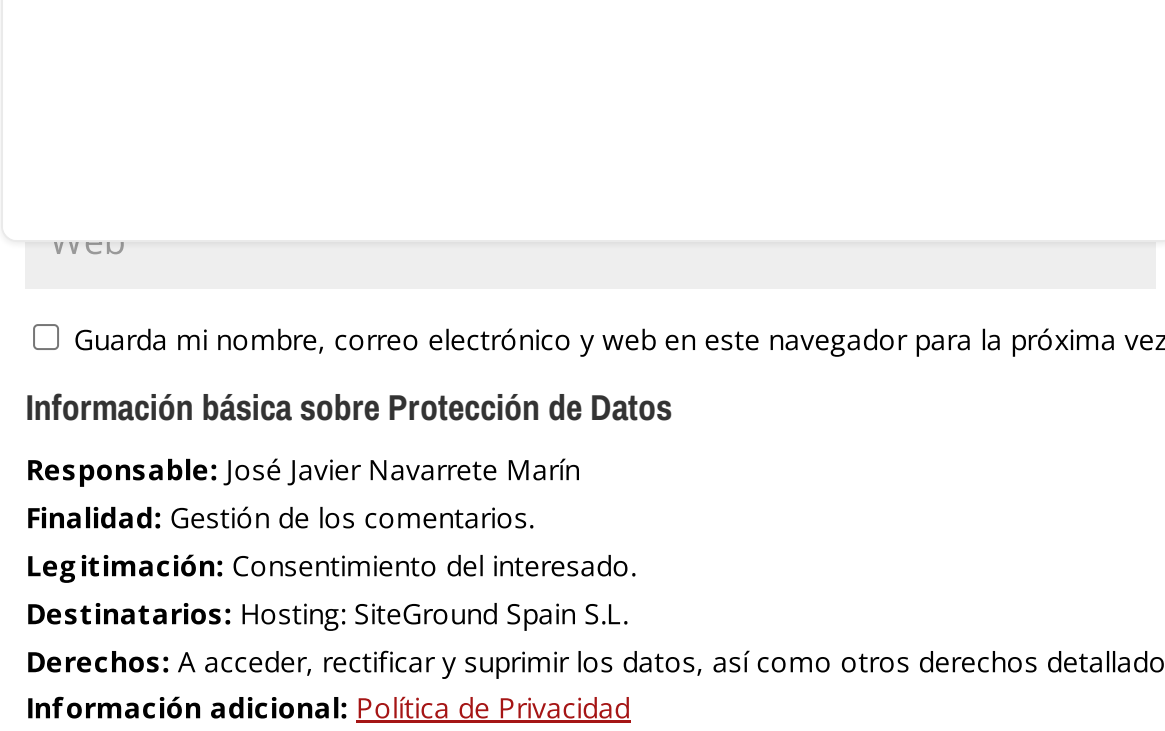 Web
Guarda mi nombre, correo electrónico y web en este navegador para la próxima vez
Información básica sobre Protección de Datos
Responsable: José Javier Navarrete Marín
Finalidad: Gestión de los comentarios.
Legitimación: Consentimiento del interesado.
Destinatarios: Hosting: SiteGround Spain S.L.
Derechos: A acceder, rectificar y suprimir los datos, así como otros derechos detallado
Información adicional: Política de Privacidad